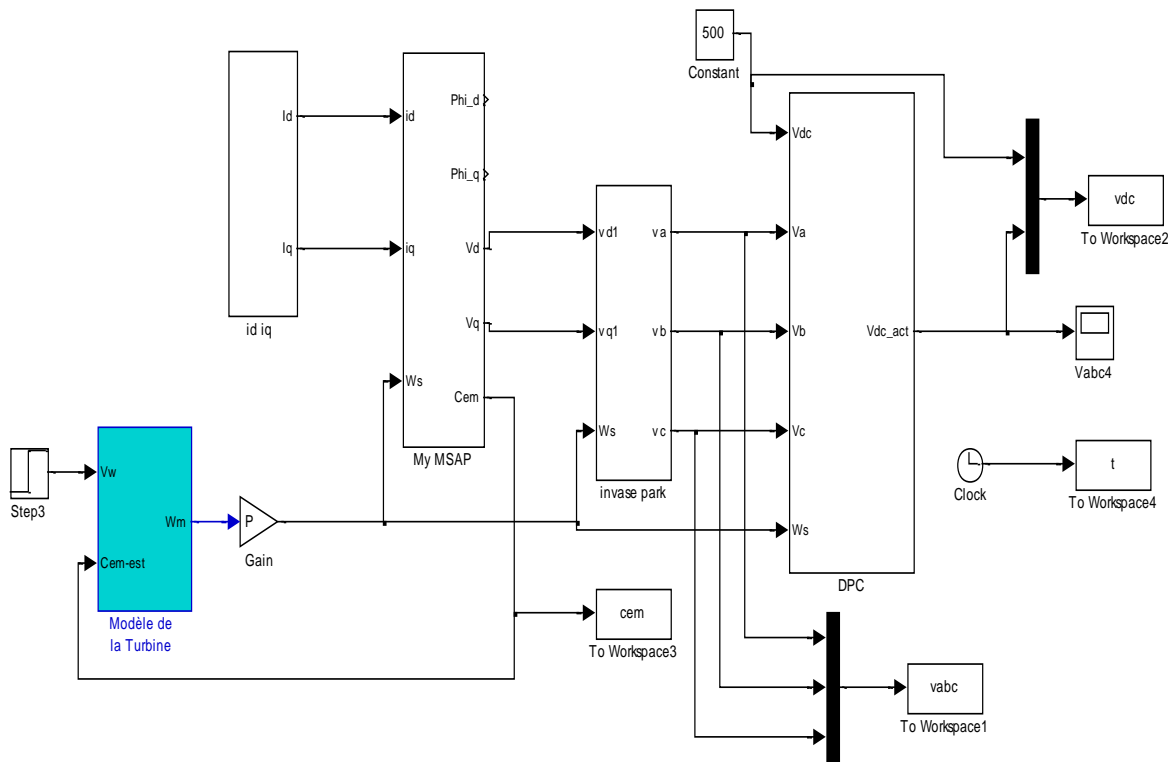 500
Constant
Id
Iq
id iq
id
iq
Ws
Phi_d
Phi_q
Vd
Vq
Cem
My MSAP
vd1
vq1
Ws
va
vb
vc
invase park
Vdc
Va
Vb
Vc
Ws
Vdc_act
DPC
vdc
To Workspace2
Vabc4
Clock
t
To Workspace4
Step3
Vw
Cem-est
Wm
Modèle de
la Turbine
P
Gain
cem
To Workspace3
vabc
To Workspace1